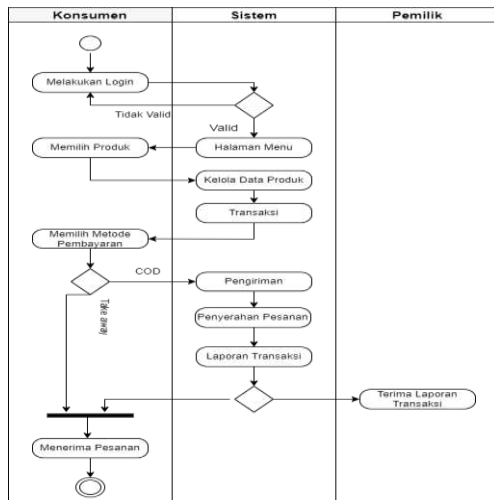 Konsumen
Sistem
Pemilik
Melakukan Login
Tidak Valid
Valid
Memilih Produk
Halaman Menu
Kelola Data Produk
Transaksi
Memilih Metode
Pembayaran
COD
Pengiriman
Take away
Penyerahan Pesanan
Laporan Transaksi
Terima Laporan
Transaksi
Menerima Pesanan